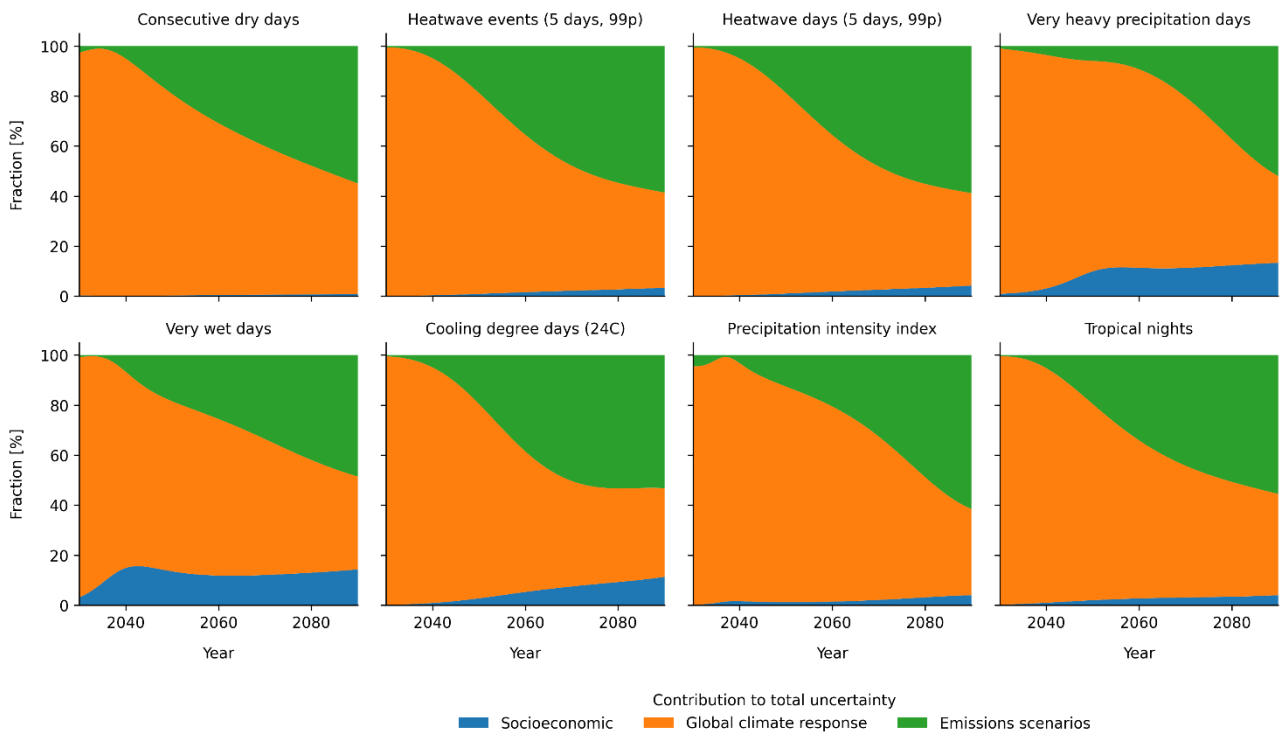 Consecutive dry days
Heatwave events (5 days, 99p)
Heatwave days (5 days, 99p)
Very heavy precipitation days
Fraction [%]
100
80
60
40
20
0
Very wet days
Cooling degree days (24C)
Precipitation intensity index
Tropical nights
Fraction [%]
100
80
60
40
20
0
2040 2060 2080
2040 2060 2080
2040 2060 2080
2040 2060 2080
Year
Year
Year
Year
Contribution to total uncertainty
Socioeconomic Global climate response Emissions scenarios